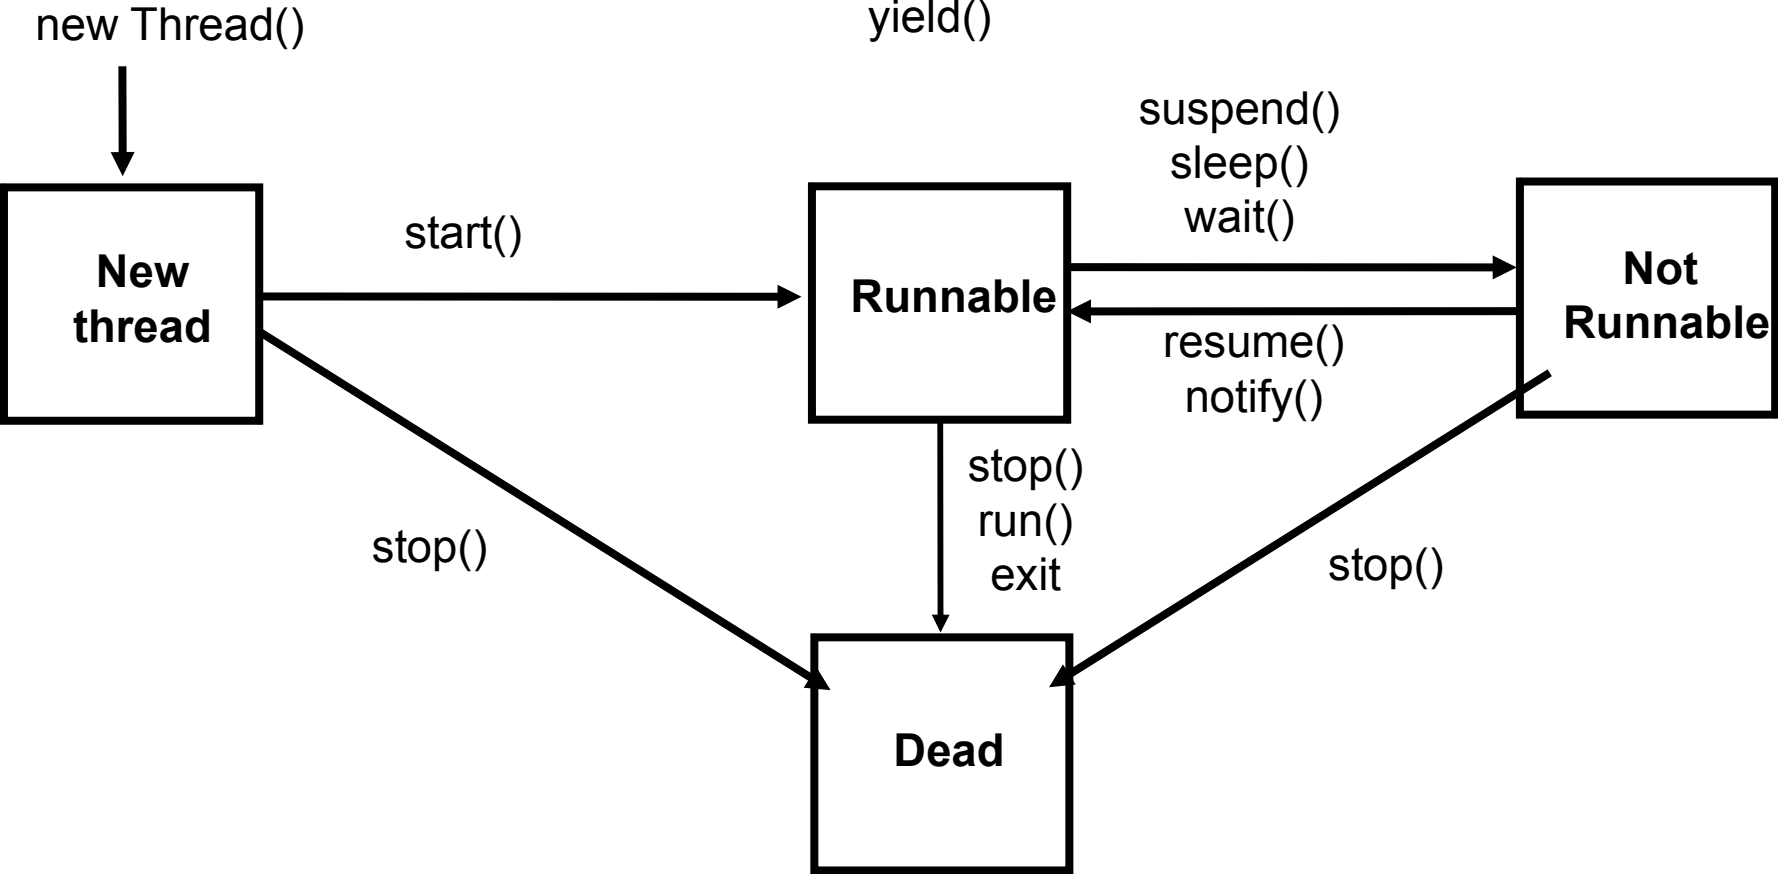 new Thread()
yield()
suspend()
sleep()
wait()
start()
New
thread
Runnable
Not
Runnable
resume()
notify()
stop()
run()
exit
stop()
stop()
Dead